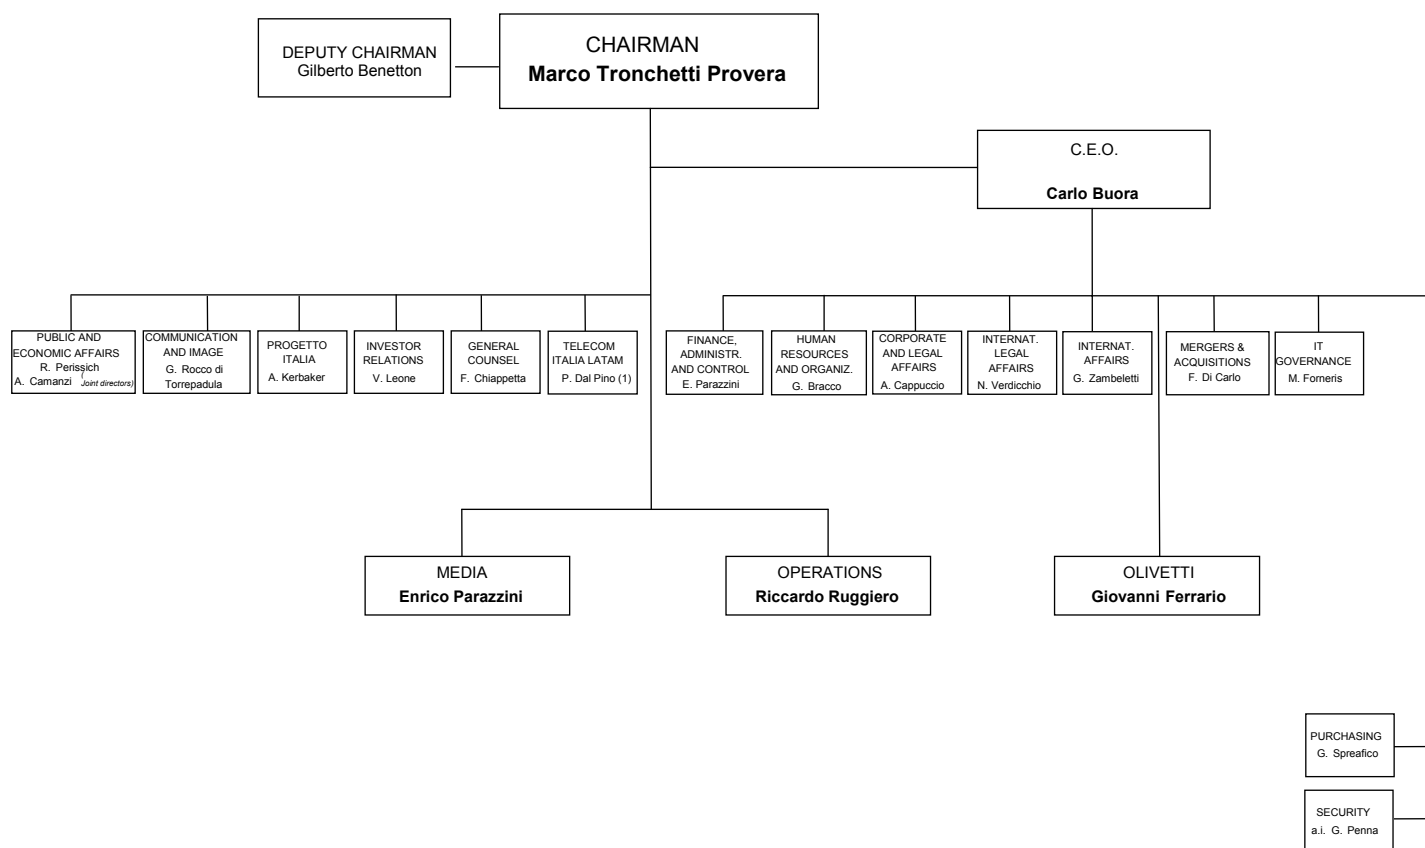 DEPUTY CHAIRMAN
Gilberto Benetton
CHAIRMAN
Marco Tronchetti Provera
C.E.O.
Carlo Buora
PUBLIC AND
ECONOMIC AFFAIRS
R. Perissich
A. Camanzi ( Joint directors)
COMMUNICATION
AND IMAGE
G. Rocco di
Torrepadula
PROGETTO
ITALIA
A. Kerbaker
INVESTOR
RELATIONS
V. Leone
GENERAL
COUNSEL
F. Chiappetta
TELECOM
ITALIA LATAM
P. Dal Pino (1)
FINANCE,
ADMINISTR.
AND CONTROL
E. Parazzini
HUMAN
RESOURCES
AND ORGANIZ.
G. Bracco
CORPORATE
AND LEGAL
AFFAIRS
A. Cappuccio
INTERNAT.
LEGAL
AFFAIRS
N. Verdicchio
INTERNAT.
AFFAIRS
G. Zambeletti
MERGERS &
ACQUISITIONS
F. Di Carlo
IT
GOVERNANCE
M. Forneris
MEDIA
Enrico Parazzini
OPERATIONS
Riccardo Ruggiero
OLIVETTI
Giovanni Ferrario
PURCHASING
G. Spreafico
SECURITY
a.i. G. Penna